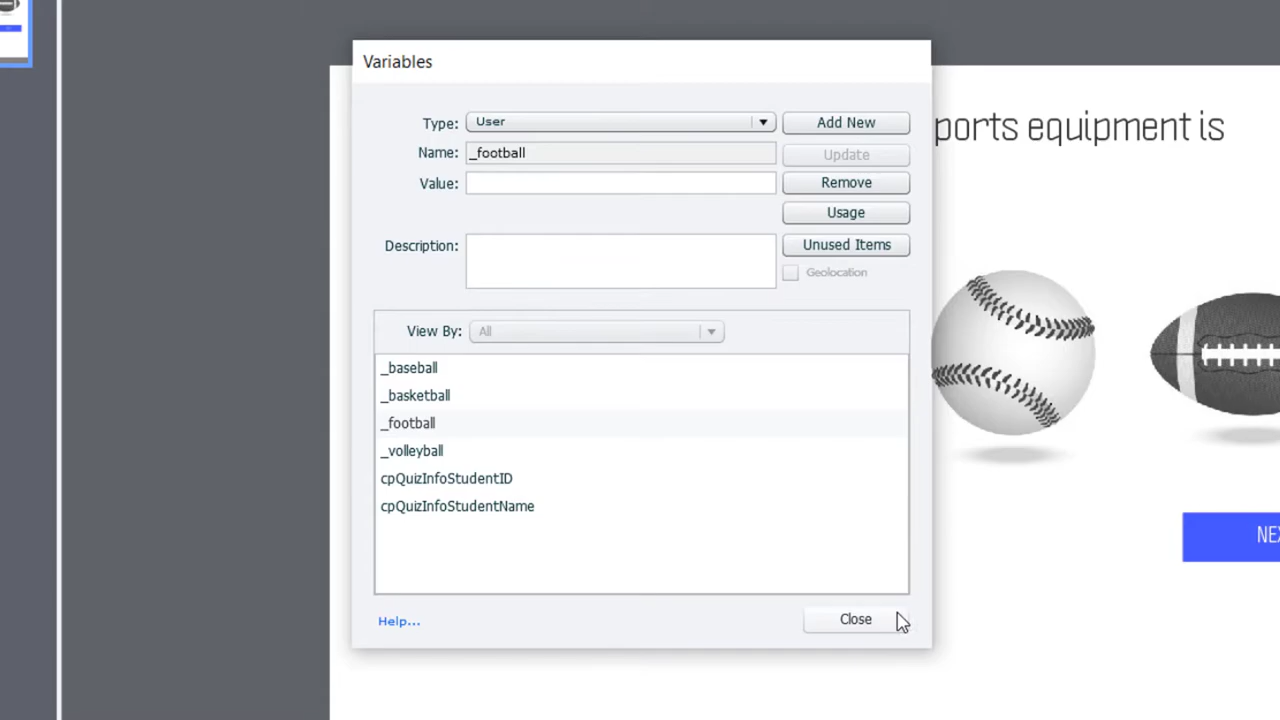 Variables
Type: User Add New
ports equipment is
Name: _football Update
Value: Remove
Usage
Description: Unused Items
Geolocation
View By: All
_baseball
_basketball
_football
_volleyball
cpQuizInfoStudentID
cpQuizInfoStudentName
NEX
Help... Close